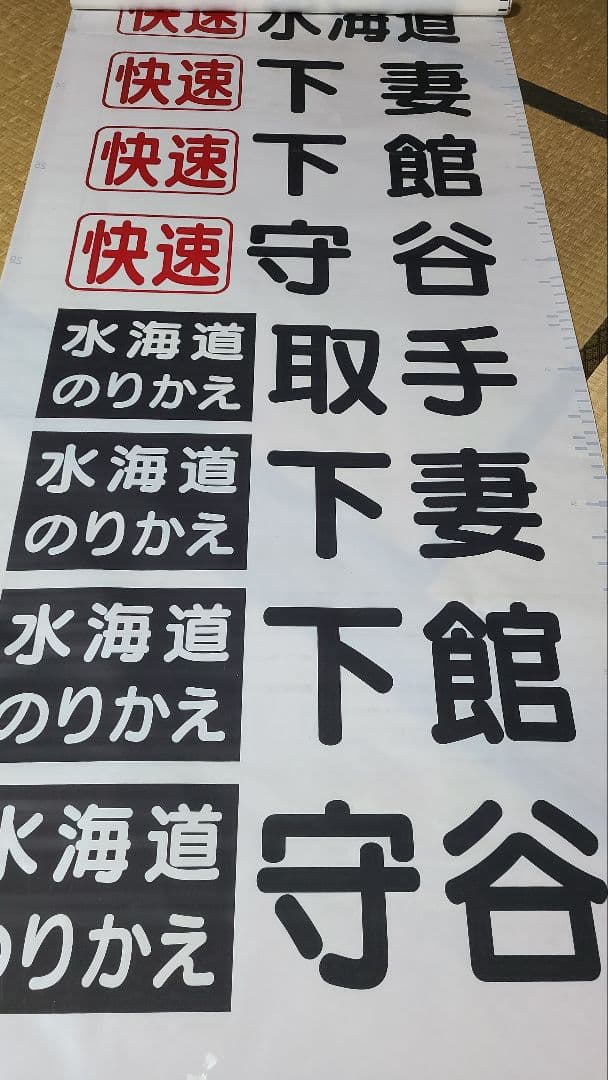 快速 水海道
快速 下妻
快速 下館
快速 守谷
水海道
のりかえ 取手
水海道
のりかえ 下妻
水海道
のりかえ 下館
水海道
のりかえ 守谷